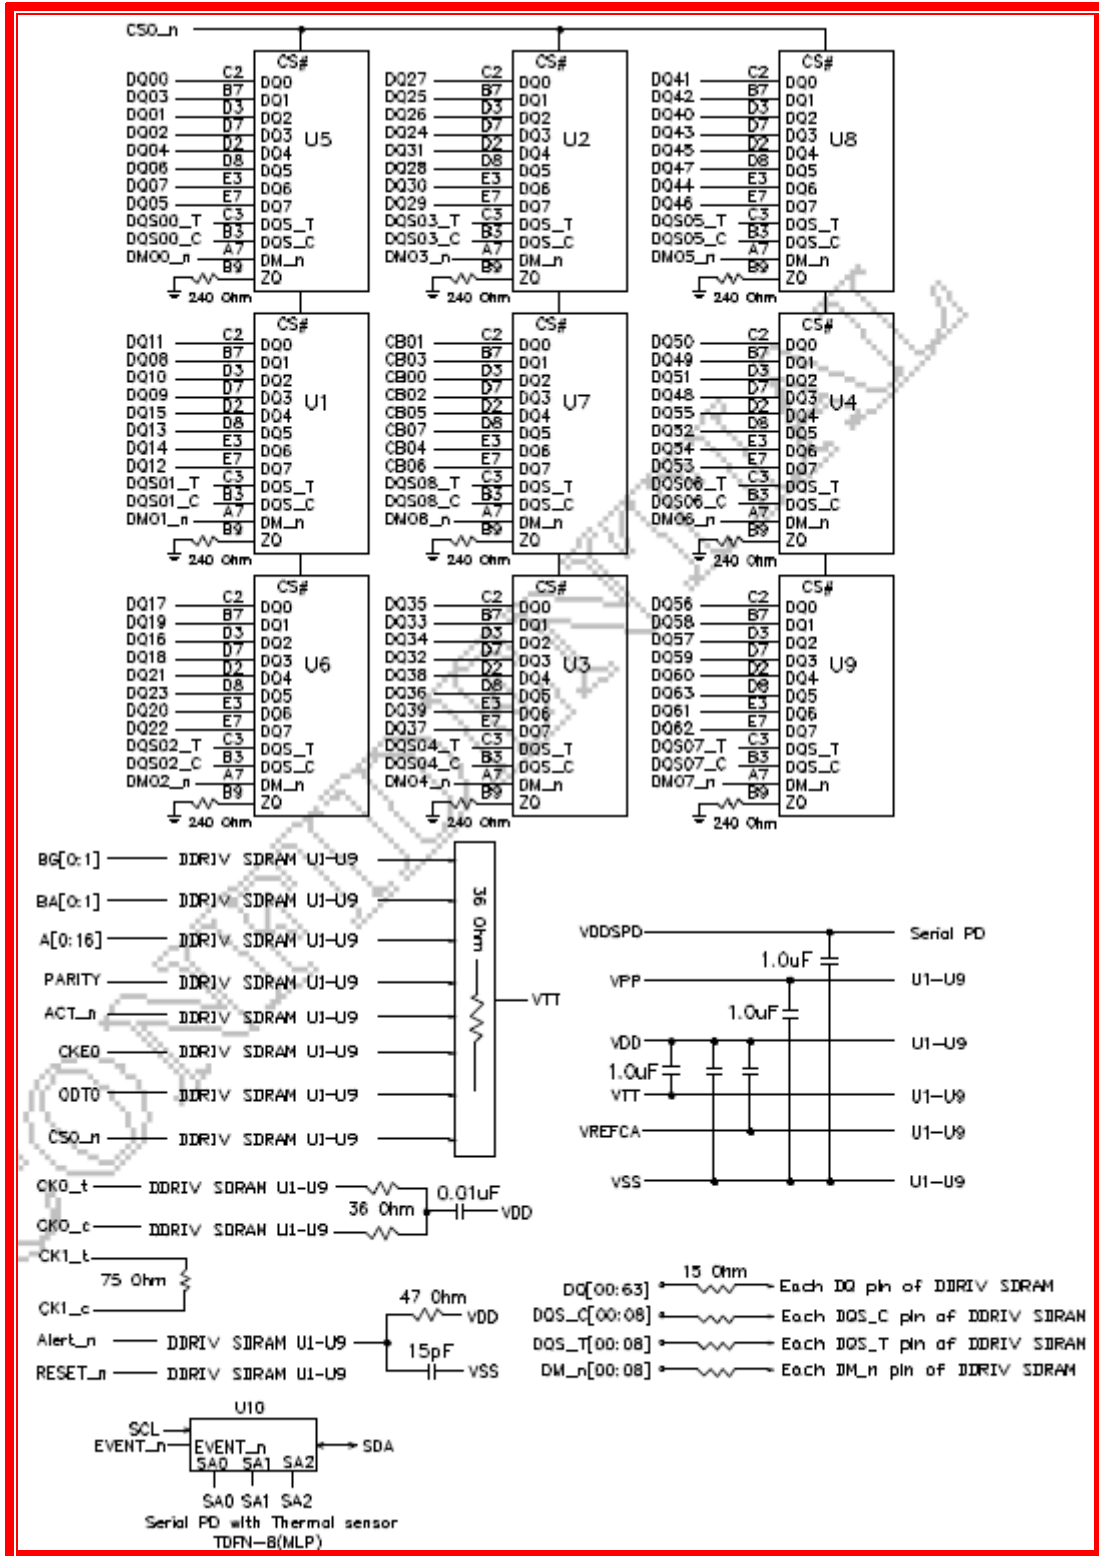 CS0_n
CS#
DQ00 C2 DQ0
DQ03 B7 DQ1
DQ01 D3 DQ2
DQ02 D7 DQ3
U5
DQ04 D2 DQ4
DQ06 D8 DQ5
DQ07 E3 DQ6
DQ05 E7 DQ7
DQS00_T C3 DQS_T
DQS00_C B3 DQS_C
DM00_n A7 DM_n
B9 ZQ
240 Ohm
CS#
DQ27 C2 DQ0
DQ25 B7 DQ1
DQ26 D3 DQ2
DQ24 D7 DQ3
U2
DQ31 D2 DQ4
DQ28 D8 DQ5
DQ30 E3 DQ6
DQ29 E7 DQ7
DQS03_T C3 DQS_T
DQS03_C B3 DQS_C
DM03_n A7 DM_n
B9 ZQ
240 Ohm
CS#
DQ41 C2 DQ0
DQ42 B7 DQ1
DQ40 D3 DQ2
DQ43 D7 DQ3
U8
DQ45 D2 DQ4
DQ47 D8 DQ5
DQ44 E3 DQ6
DQ46 E7 DQ7
DQS05_T C3 DQS_T
DQS05_C B3 DQS_C
DM05_n A7 DM_n
B9 ZQ
240 Ohm
CS#
DQ11 C2 DQ0
DQ08 B7 DQ1
DQ10 D3 DQ2
DQ09 D7 DQ3
U1
DQ15 D2 DQ4
DQ13 D8 DQ5
DQ14 E3 DQ6
DQ12 E7 DQ7
DQS01_T C3 DQS_T
DQS01_C B3 DQS_C
DM01_n A7 DM_n
B9 ZQ
240 Ohm
CS#
CB01 C2 DQ0
CB03 B7 DQ1
CB00 D3 DQ2
CB02 D7 DQ3
U7
CB05 D2 DQ4
CB07 D8 DQ5
CB04 E3 DQ6
CB06 E7 DQ7
DQS08_T C3 DQS_T
DQS08_C B3 DQS_C
DM08_n A7 DM_n
B9 ZQ
240 Ohm
CS#
DQ50 C2 DQ0
DQ49 B7 DQ1
DQ51 D3 DQ2
DQ48 D7 DQ3
U4
DQ55 D2 DQ4
DQ52 D8 DQ5
DQ54 E3 DQ6
DQ53 E7 DQ7
DQS06_T C3 DQS_T
DQS06_C B3 DQS_C
DM06_n A7 DM_n
B9 ZQ
240 Ohm
CS#
DQ17 C2 DQ0
DQ19 B7 DQ1
DQ16 D3 DQ2
DQ18 D7 DQ3
U6
DQ21 D2 DQ4
DQ23 D8 DQ5
DQ20 E3 DQ6
DQ22 E7 DQ7
DQS02_T C3 DQS_T
DQS02_C B3 DQS_C
DM02_n A7 DM_n
B9 ZQ
240 Ohm
CS#
DQ35 C2 DQ0
DQ33 B7 DQ1
DQ34 D3 DQ2
DQ32 D7 DQ3
U3
DQ38 D2 DQ4
DQ36 D8 DQ5
DQ39 E3 DQ6
DQ37 E7 DQ7
DQS04_T C3 DQS_T
DQS04_C B3 DQS_C
DM04_n A7 DM_n
B9 ZQ
240 Ohm
CS#
DQ56 C2 DQ0
DQ58 B7 DQ1
DQ57 D3 DQ2
DQ59 D7 DQ3
U9
DQ60 D2 DQ4
DQ63 D8 DQ5
DQ61 E3 DQ6
DQ62 E7 DQ7
DQS07_T C3 DQS_T
DQS07_C B3 DQS_C
DM07_n A7 DM_n
B9 ZQ
240 Ohm
BG[0:1] DDRIV SDRAM U1-U9
BA[0:1] DDRIV SDRAM U1-U9
A[0:16] DDRIV SDRAM U1-U9
PARITY DDRIV SDRAM U1-U9
ACT_n DDRIV SDRAM U1-U9
CKE0 DDRIV SDRAM U1-U9
ODT0 DDRIV SDRAM U1-U9
CS0_n DDRIV SDRAM U1-U9
36 Ohm
VTT
VDDSPD Serial PD
1.0uF
VPP U1-U9
1.0uF
VDD U1-U9
1.0uF
VTT U1-U9
VREFCA U1-U9
VSS U1-U9
CK0_t DDRIV SDRAM U1-U9
36 Ohm
0.01uF
VDD
CK0_c DDRIV SDRAM U1-U9
CK1_t
75 Ohm
CK1_c
47 Ohm
VDD
Alert_n DDRIV SDRAM U1-U9
15pF
VSS
RESET_n DDRIV SDRAM U1-U9
15 Ohm
DQ[00:63] Each DQ pin of DDRIV SDRAM
DQS_C[00:08] Each DQS_C pin of DDRIV SDRAN
DQS_T[00:08] Each DQS_T pin of DDRIV SDRAN
DM_n[00:08] Each DM_n pin of DDRIV SDRAM
U10
SCL
EVENT_n EVENT_n
SDA
SA0 SA1 SA2
SA0 SA1 SA2
Serial PD with Thermal sensor
TDFN-8(MLP)
CONFIDENTIAL